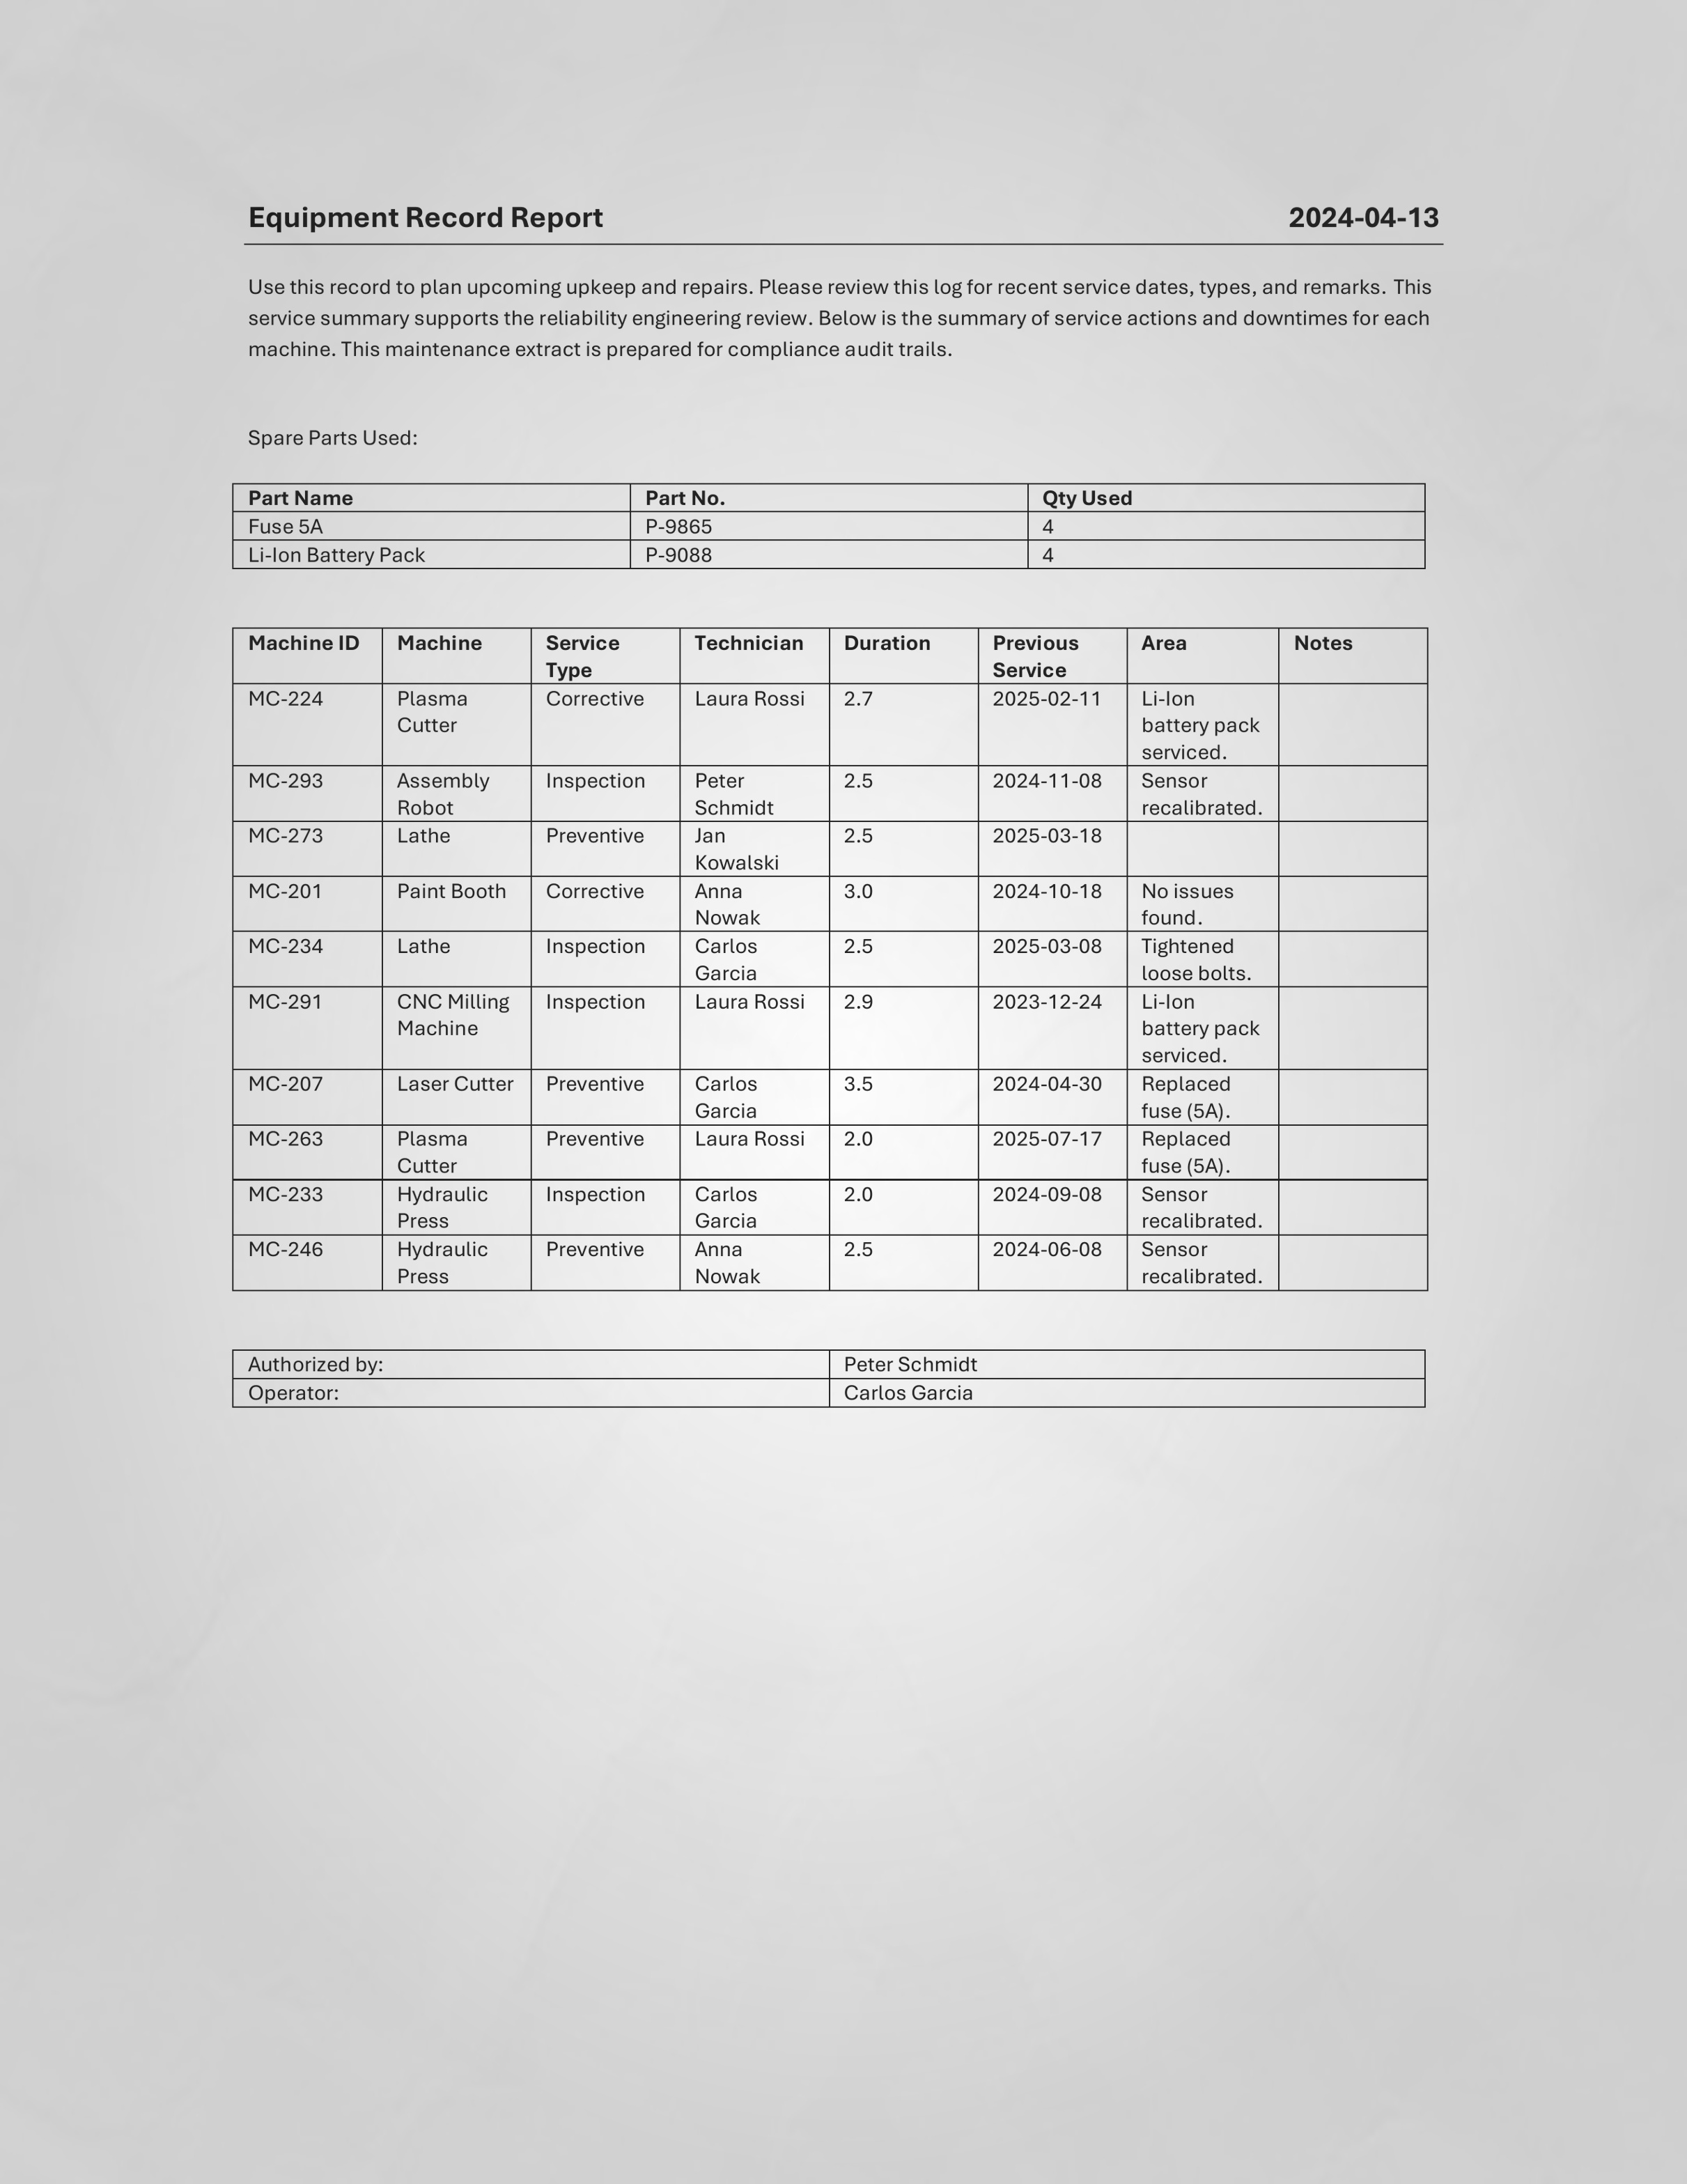 Equipment Record Report 2024-04-13
Use this record to plan upcoming upkeep and repairs. Please review this log for recent service dates, types, and remarks. This
service summary supports the reliability engineering review. Below is the summary of service actions and downtimes for each
machine. This maintenance extract is prepared for compliance audit trails.
Spare Parts Used:
Part Name Part No. Qty Used
Fuse 5A P-9865 4
Li-Ion Battery Pack P-9088 4
Machine ID Machine Service Technician Duration Previous Area Notes
Type Service
MC-224 Plasma Corrective Laura Rossi 2.7 2025-02-11 Li-Ion
Cutter battery pack
serviced.
MC-293 Assembly Inspection Peter 2.5 2024-11-08 Sensor
Robot Schmidt recalibrated.
MC-273 Lathe Preventive Jan 2.5 2025-03-18
Kowalski
MC-201 Paint Booth Corrective Anna 3.0 2024-10-18 No issues
Nowak found.
MC-234 Lathe Inspection Carlos 2.5 2025-03-08 Tightened
Garcia loose bolts.
MC-291 CNC Milling Inspection Laura Rossi 2.9 2023-12-24 Li-Ion
Machine battery pack
serviced.
MC-207 Laser Cutter Preventive Carlos 3.5 2024-04-30 Replaced
Garcia fuse (5A).
MC-263 Plasma Preventive Laura Rossi 2.0 2025-07-17 Replaced
Cutter fuse (5A).
MC-233 Hydraulic Inspection Carlos 2.0 2024-09-08 Sensor
Press Garcia recalibrated.
MC-246 Hydraulic Preventive Anna 2.5 2024-06-08 Sensor
Press Nowak recalibrated.
Authorized by: Peter Schmidt
Operator: Carlos Garcia